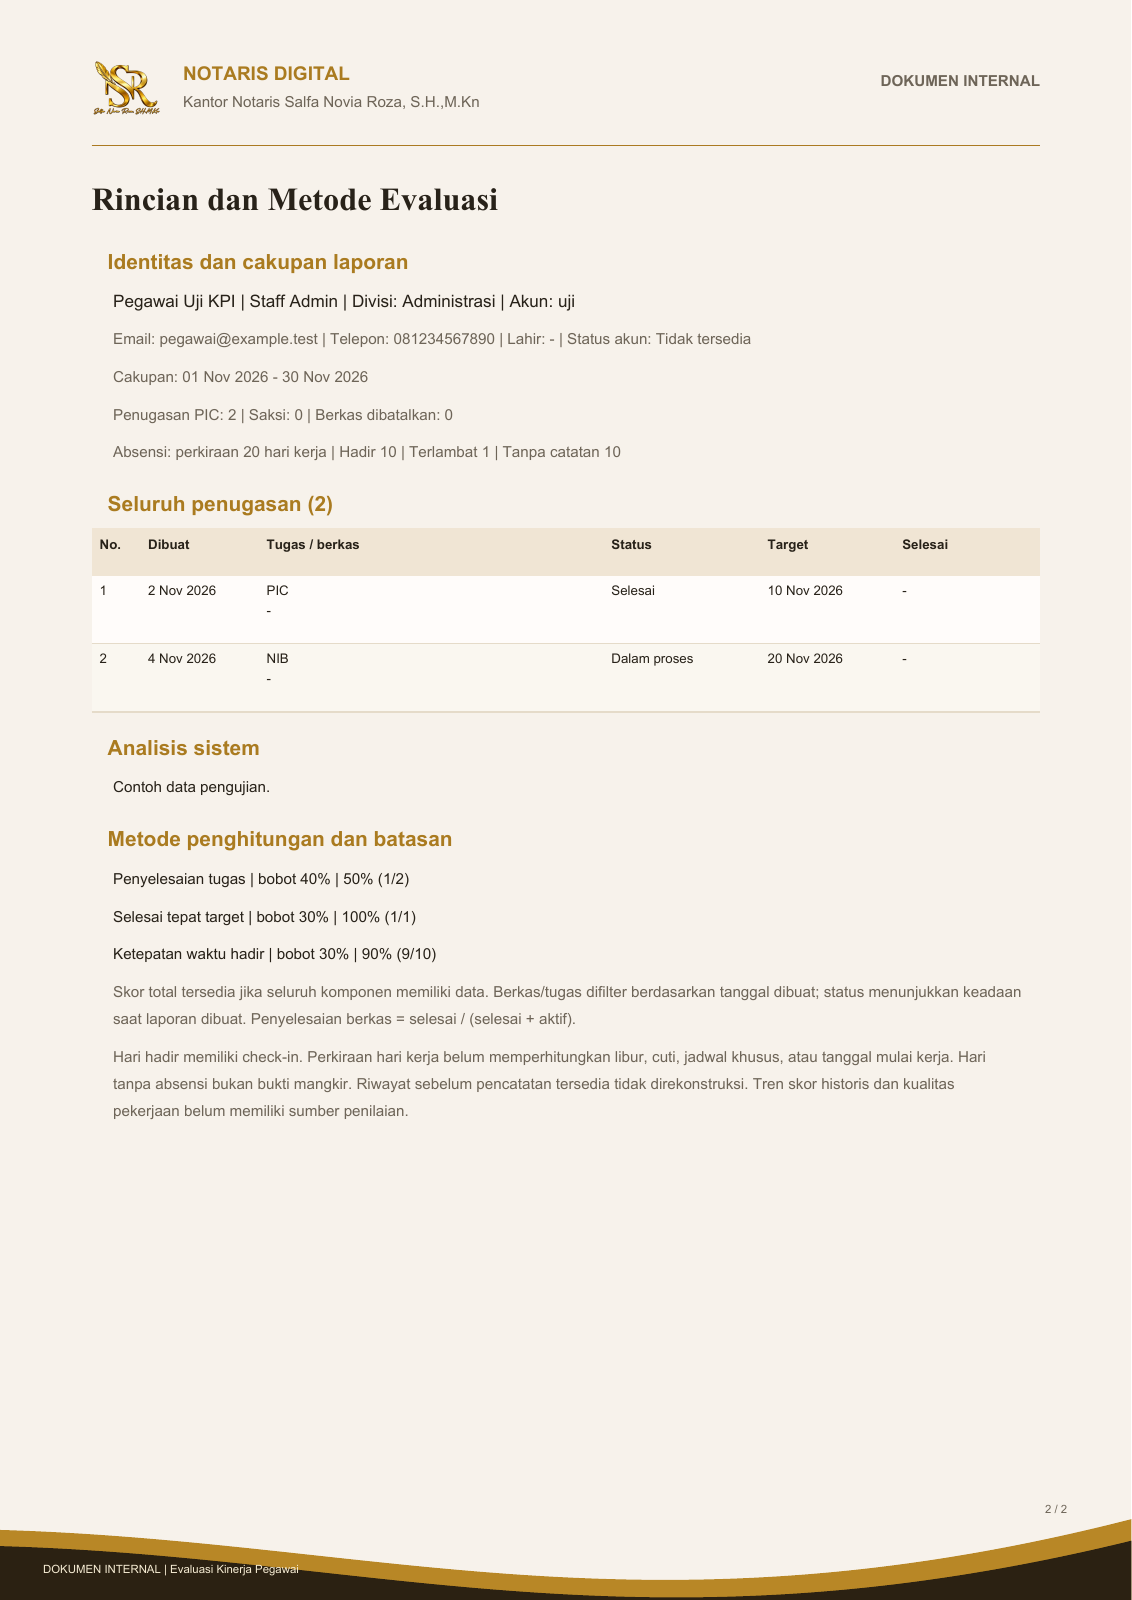 NOTARIS DIGITAL
Kantor Notaris Salfa Novia Roza, S.H.,M.Kn
DOKUMEN INTERNAL
Rincian dan Metode Evaluasi
Identitas dan cakupan laporan
Pegawai Uji KPI | Staff Admin | Divisi: Administrasi | Akun: uji
Email: pegawai@example.test | Telepon: 081234567890 | Lahir: - | Status akun: Tidak tersedia
Cakupan: 01 Nov 2026 - 30 Nov 2026
Penugasan PIC: 2 | Saksi: 0 | Berkas dibatalkan: 0
Absensi: perkiraan 20 hari kerja | Hadir 10 | Terlambat 1 | Tanpa catatan 10
Seluruh penugasan (2)
No. Dibuat Tugas / berkas Status Target Selesai
1 2 Nov 2026 PIC Selesai 10 Nov 2026 -
-
2 4 Nov 2026 NIB Dalam proses 20 Nov 2026 -
-
Analisis sistem
Contoh data pengujian.
Metode penghitungan dan batasan
Penyelesaian tugas | bobot 40% | 50% (1/2)
Selesai tepat target | bobot 30% | 100% (1/1)
Ketepatan waktu hadir | bobot 30% | 90% (9/10)
Skor total tersedia jika seluruh komponen memiliki data. Berkas/tugas difilter berdasarkan tanggal dibuat; status menunjukkan keadaan
saat laporan dibuat. Penyelesaian berkas = selesai / (selesai + aktif).
Hari hadir memiliki check-in. Perkiraan hari kerja belum memperhitungkan libur, cuti, jadwal khusus, atau tanggal mulai kerja. Hari
tanpa absensi bukan bukti mangkir. Riwayat sebelum pencatatan tersedia tidak direkonstruksi. Tren skor historis dan kualitas
pekerjaan belum memiliki sumber penilaian.
2 / 2
DOKUMEN INTERNAL | Evaluasi Kinerja Pegawai